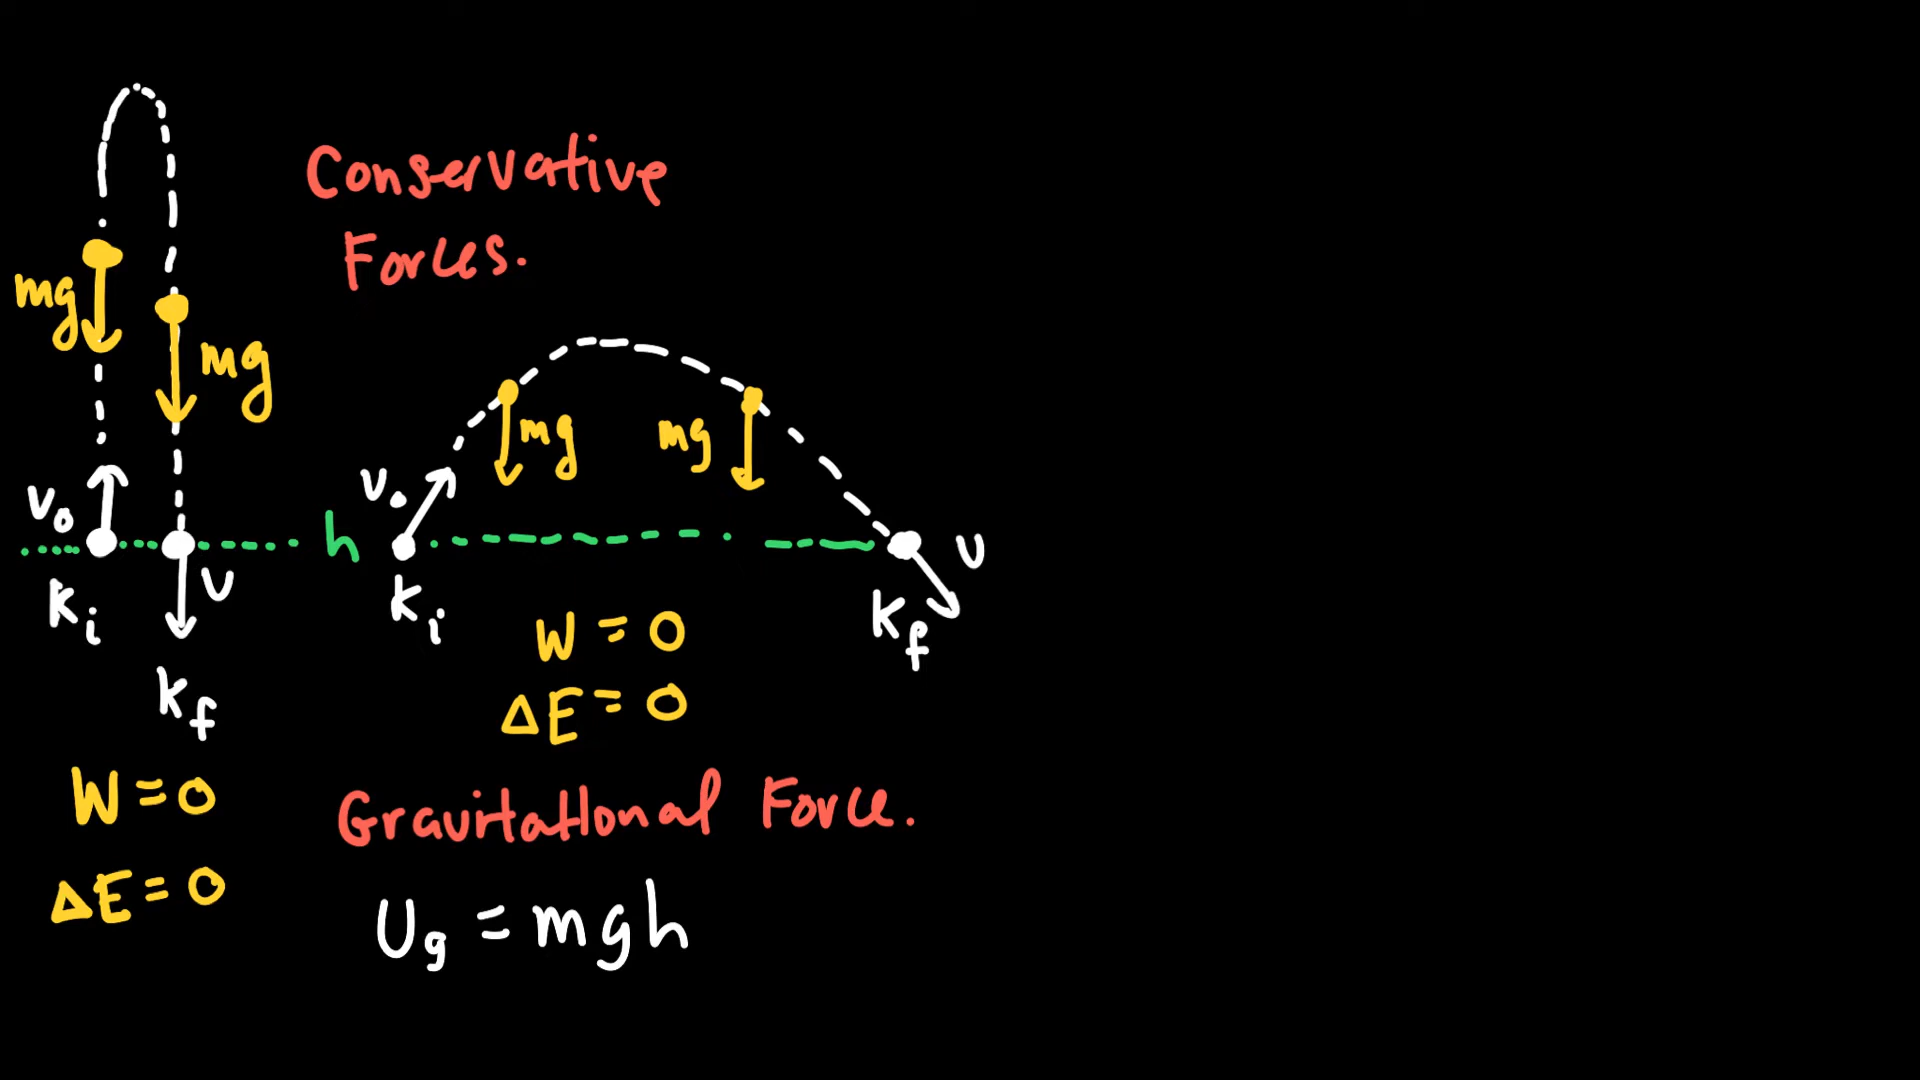 Conservative
Forces.
mg
mg
mg
mg
v₀
v₀
h
v
v
Kᵢ
Kᵢ
K_f
K_f
W = 0
ΔE = 0
W = 0
ΔE = 0
Gravitational Force.
U_g = mgh